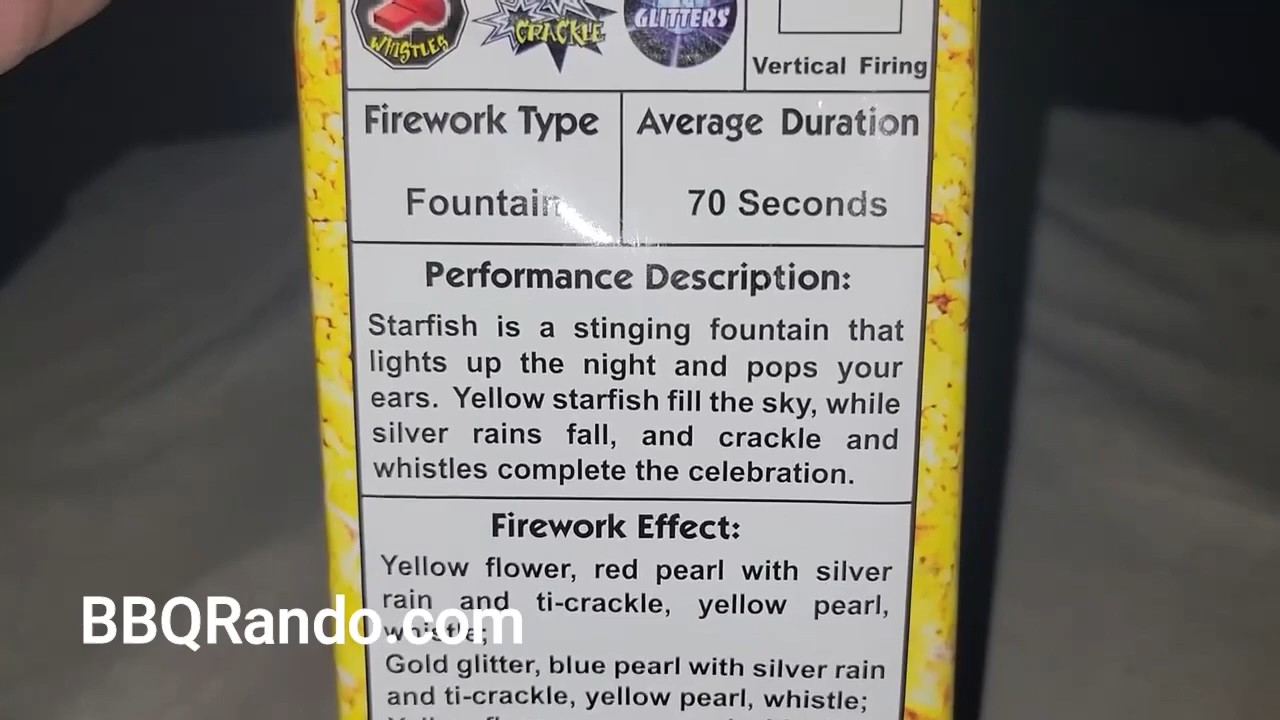 WHISTLES
CRACKLE
GLITTERS
Vertical Firing
Firework Type
Average Duration
Fountain
70 Seconds
Performance Description:
Starfish is a stinging fountain that
lights up the night and pops your
ears. Yellow starfish fill the sky, while
silver rains fall, and crackle and
whistles complete the celebration.
Firework Effect:
Yellow flower, red pearl with silver
rain and ti-crackle, yellow pearl,
whistle;
BBQRando.com
Gold glitter, blue pearl with silver rain
and ti-crackle, yellow pearl, whistle;